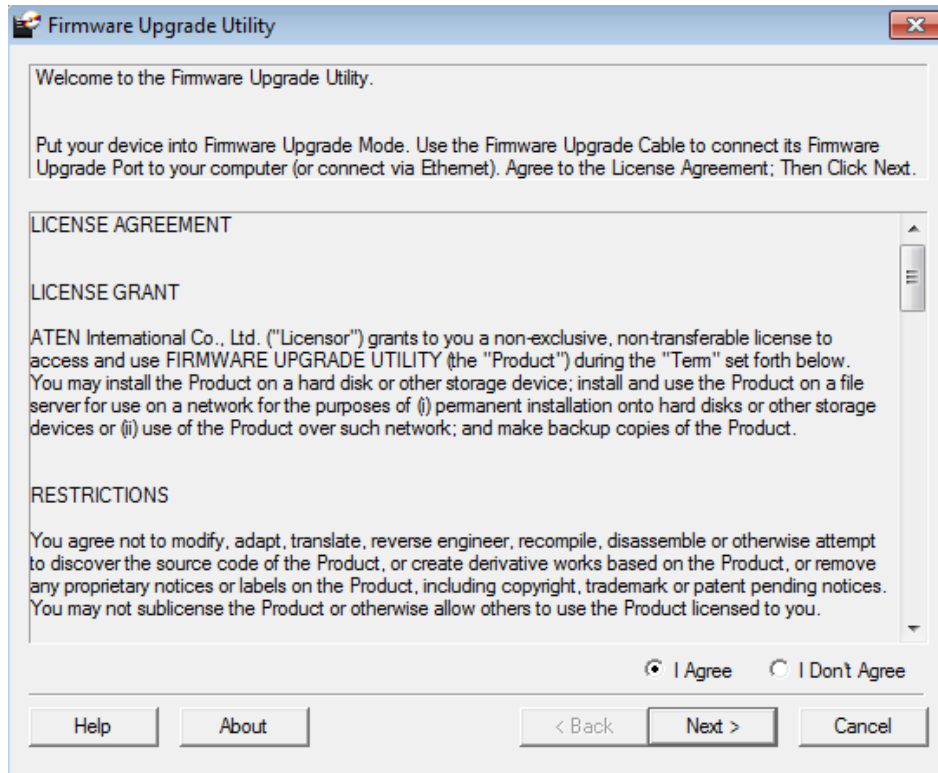 Firmware Upgrade Utility
Welcome to the Firmware Upgrade Utility.
Put your device into Firmware Upgrade Mode. Use the Firmware Upgrade Cable to connect its Firmware
Upgrade Port to your computer (or connect via Ethernet). Agree to the License Agreement; Then Click Next.
LICENSE AGREEMENT
LICENSE GRANT
ATEN International Co., Ltd. ("Licensor") grants to you a non-exclusive, non-transferable license to
access and use FIRMWARE UPGRADE UTILITY (the "Product") during the "Term" set forth below.
You may install the Product on a hard disk or other storage device; install and use the Product on a file
server for use on a network for the purposes of (i) permanent installation onto hard disks or other storage
devices or (ii) use of the Product over such network; and make backup copies of the Product.
RESTRICTIONS
You agree not to modify, adapt, translate, reverse engineer, recompile, disassemble or otherwise attempt
to discover the source code of the Product, or create derivative works based on the Product, or remove
any proprietary notices or labels on the Product, including copyright, trademark or patent pending notices.
You may not sublicense the Product or otherwise allow others to use the Product licensed to you.
I Agree I Don't Agree
Help About < Back Next > Cancel